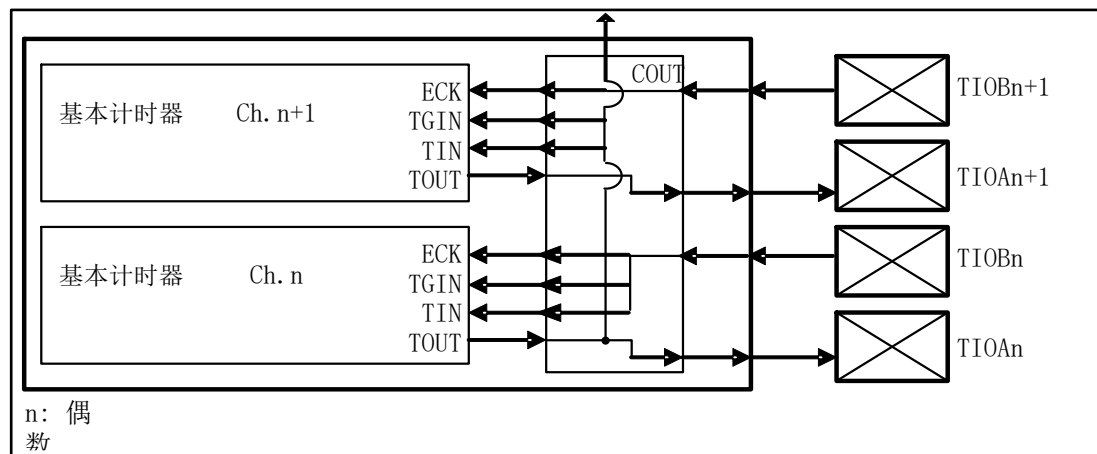 COUT
ECK
TGIN
TIN
TOUT
基本计时器 Ch. n+1
TIOBn+1
TIOAn+1
ECK
TGIN
TIN
TOUT
基本计时器 Ch. n
TIOBn
TIOAn
n: 偶
数